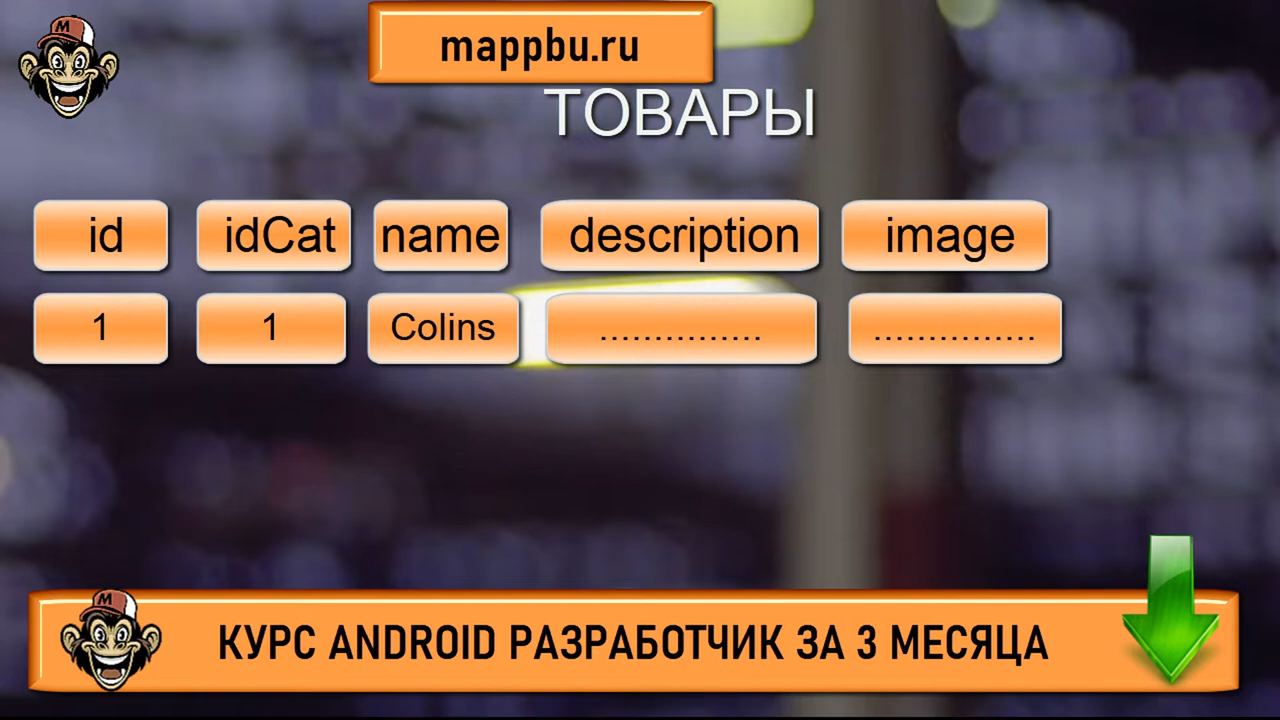 M
mappbu.ru
ТОВАРЫ
id idCat name description image
1 1 Colins ............... ...............
M
КУРС ANDROID РАЗРАБОТЧИК ЗА 3 МЕСЯЦА